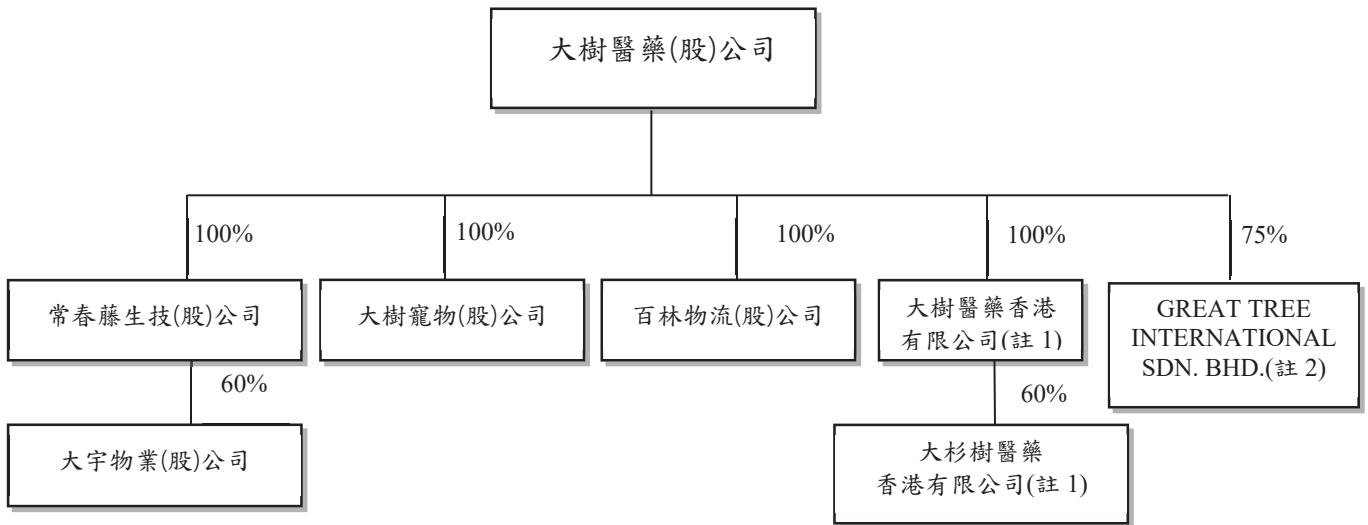 大樹醫藥(股)公司
100%
100%
100%
100%
75%
常春藤生技(股)公司
大樹寵物(股)公司
百林物流(股)公司
大樹醫藥香港
有限公司(註 1)
GREAT TREE
INTERNATIONAL
SDN. BHD.(註 2)
60%
60%
大宇物業(股)公司
大杉樹醫藥
香港有限公司(註 1)